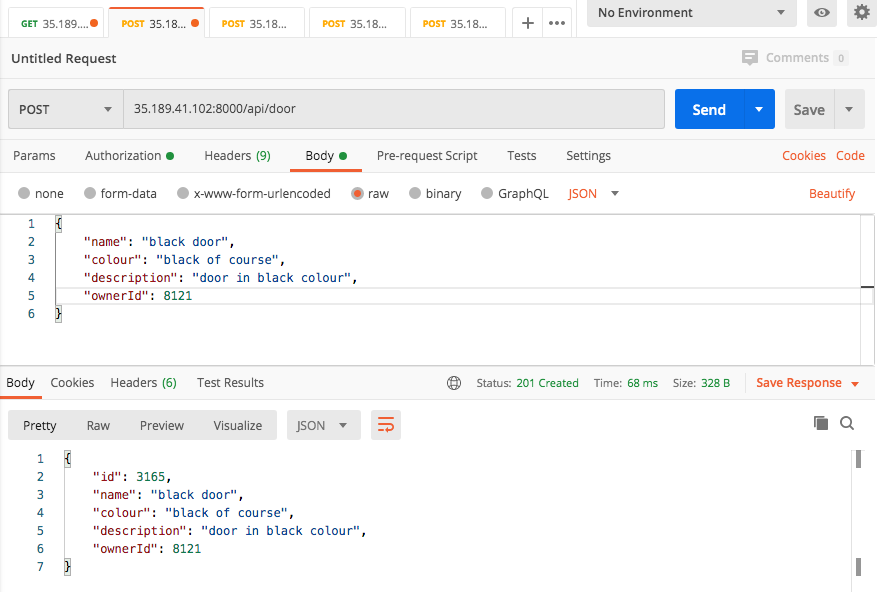 GET 35.189.... POST 35.18... POST 35.18... POST 35.18... POST 35.18... + ••• No Environment
Untitled Request Comments 0
POST 35.189.41.102:8000/api/door Send Save
Params Authorization Headers (9) Body Pre-request Script Tests Settings Cookies Code
none form-data x-www-form-urlencoded raw binary GraphQL JSON Beautify
1 {
2 "name": "black door",
3 "colour": "black of course",
4 "description": "door in black colour",
5 "ownerId": 8121
6 }
Body Cookies Headers (6) Test Results Status: 201 Created Time: 68 ms Size: 328 B Save Response
Pretty Raw Preview Visualize JSON
1 {
2 "id": 3165,
3 "name": "black door",
4 "colour": "black of course",
5 "description": "door in black colour",
6 "ownerId": 8121
7 }